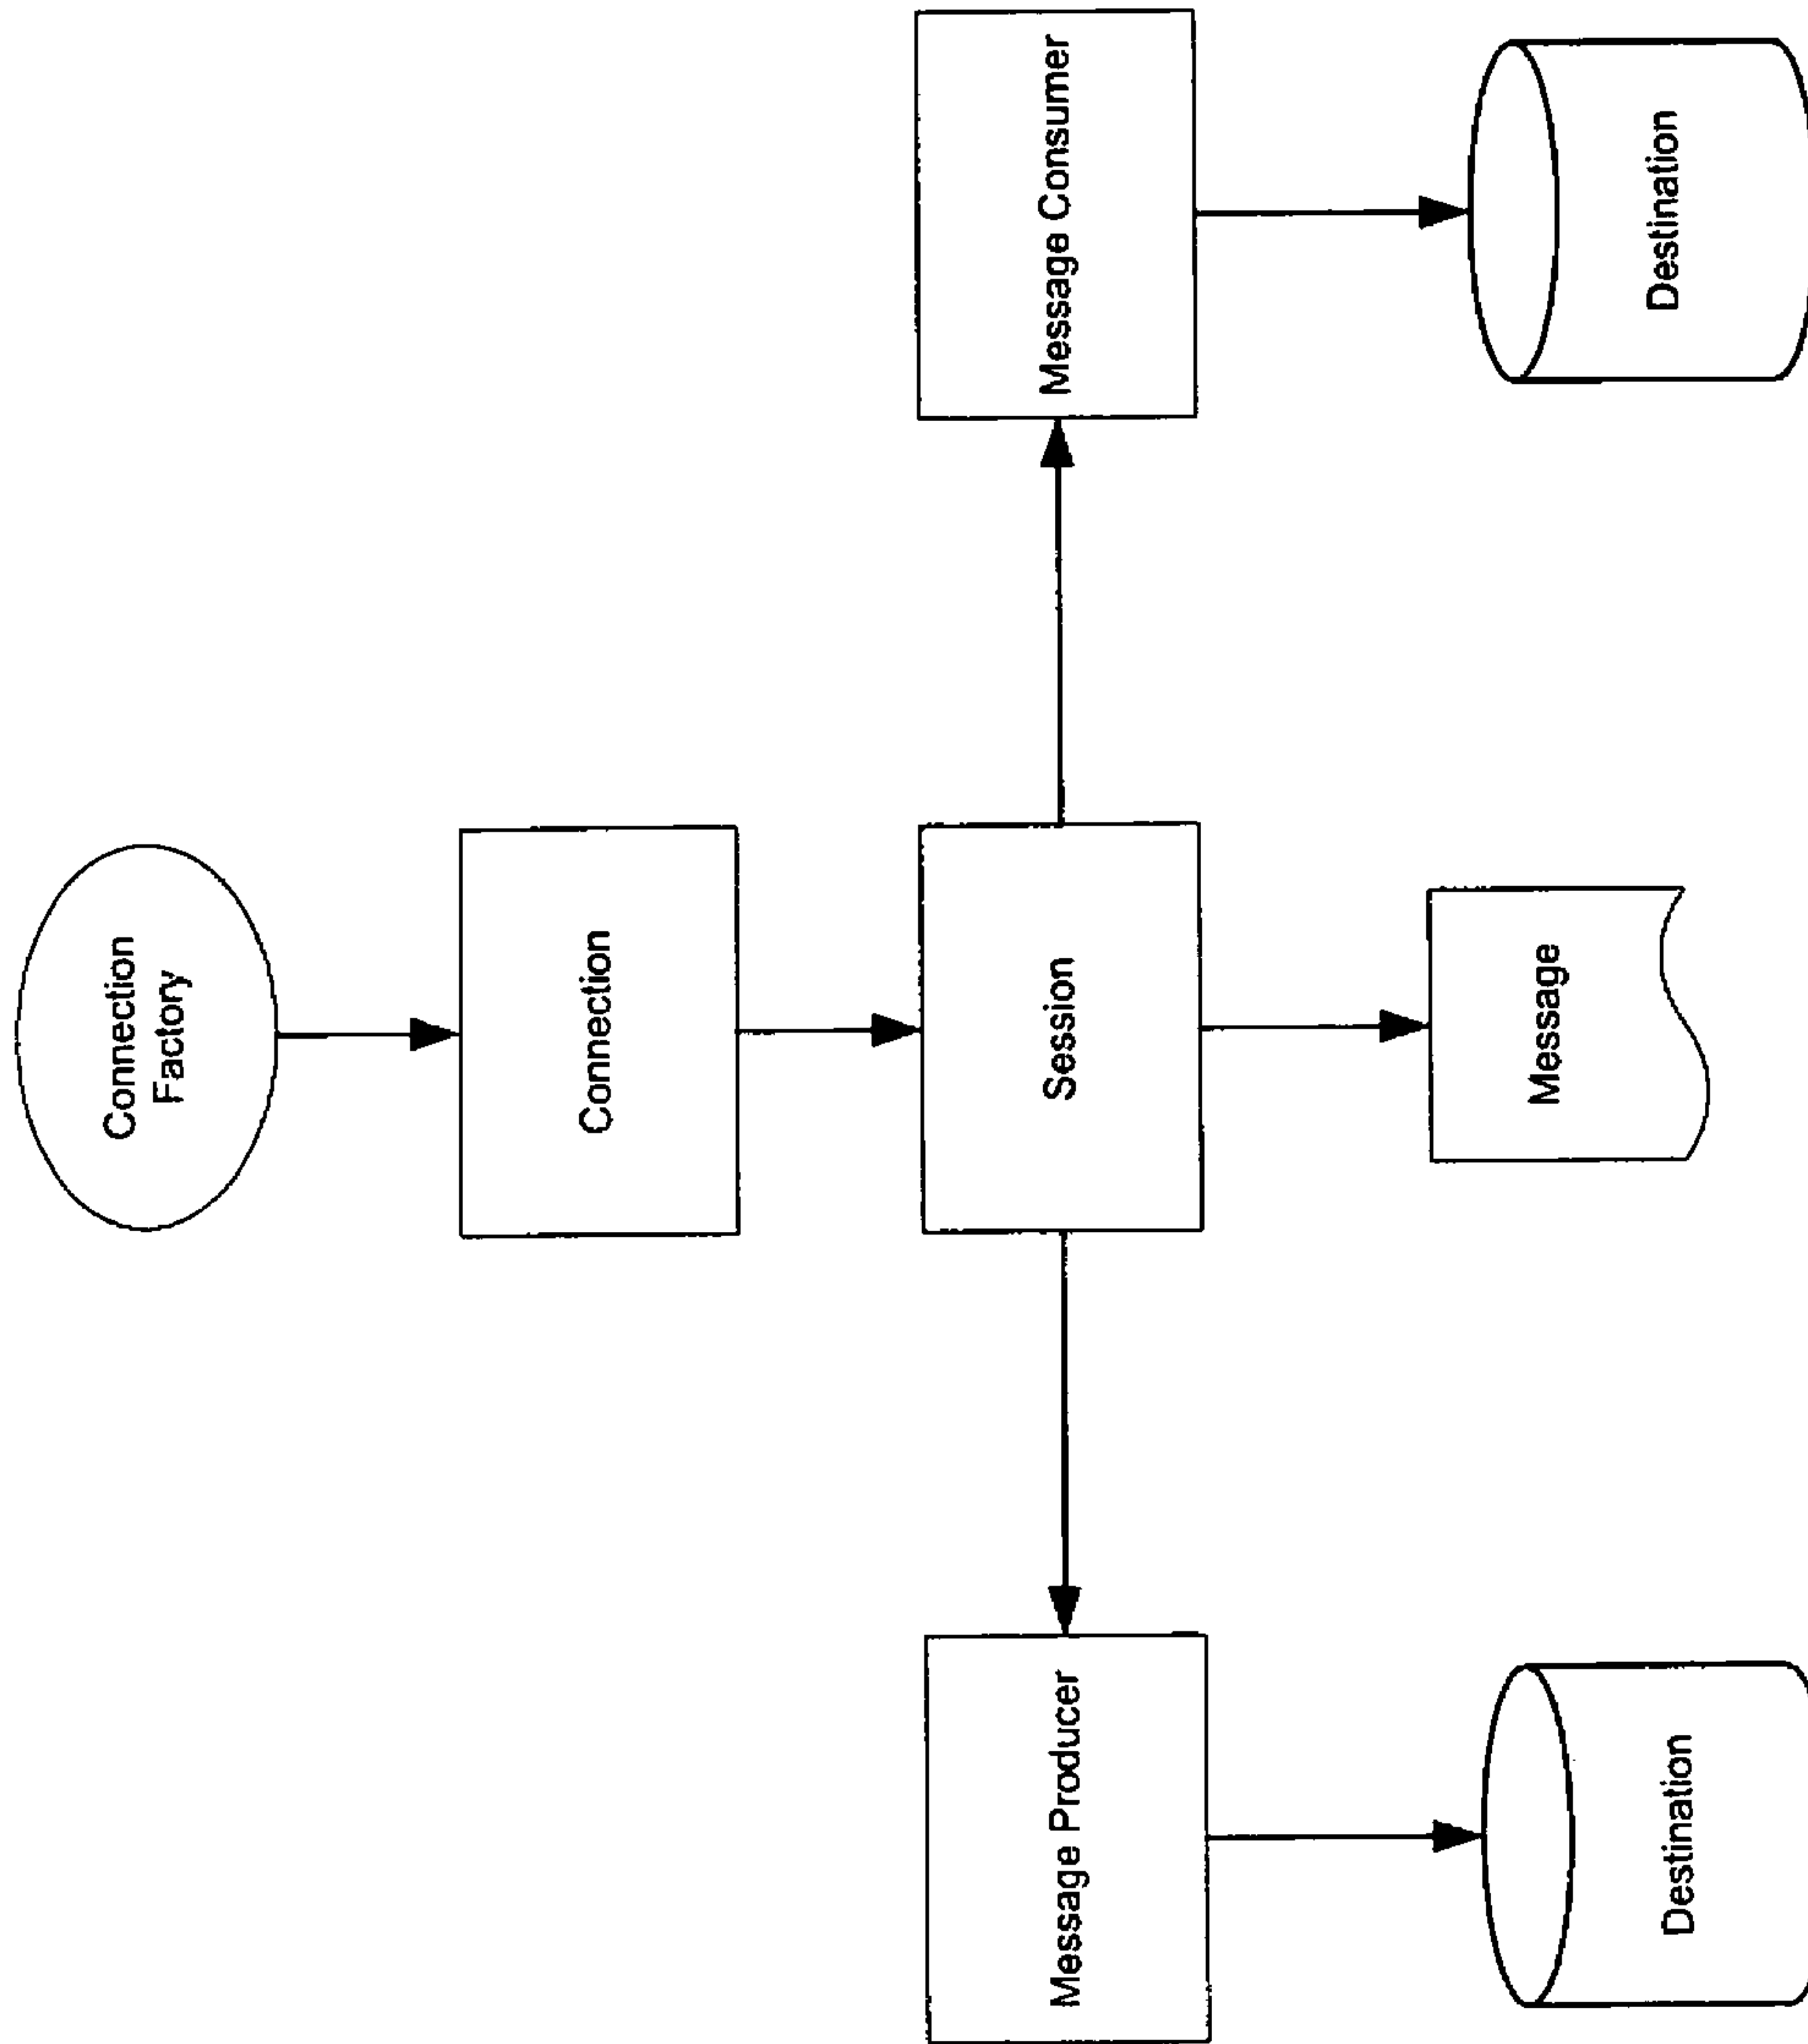 Connection
Factory
Connection
Message Producer
Session
Message Consumer
Destination
Message
Destination